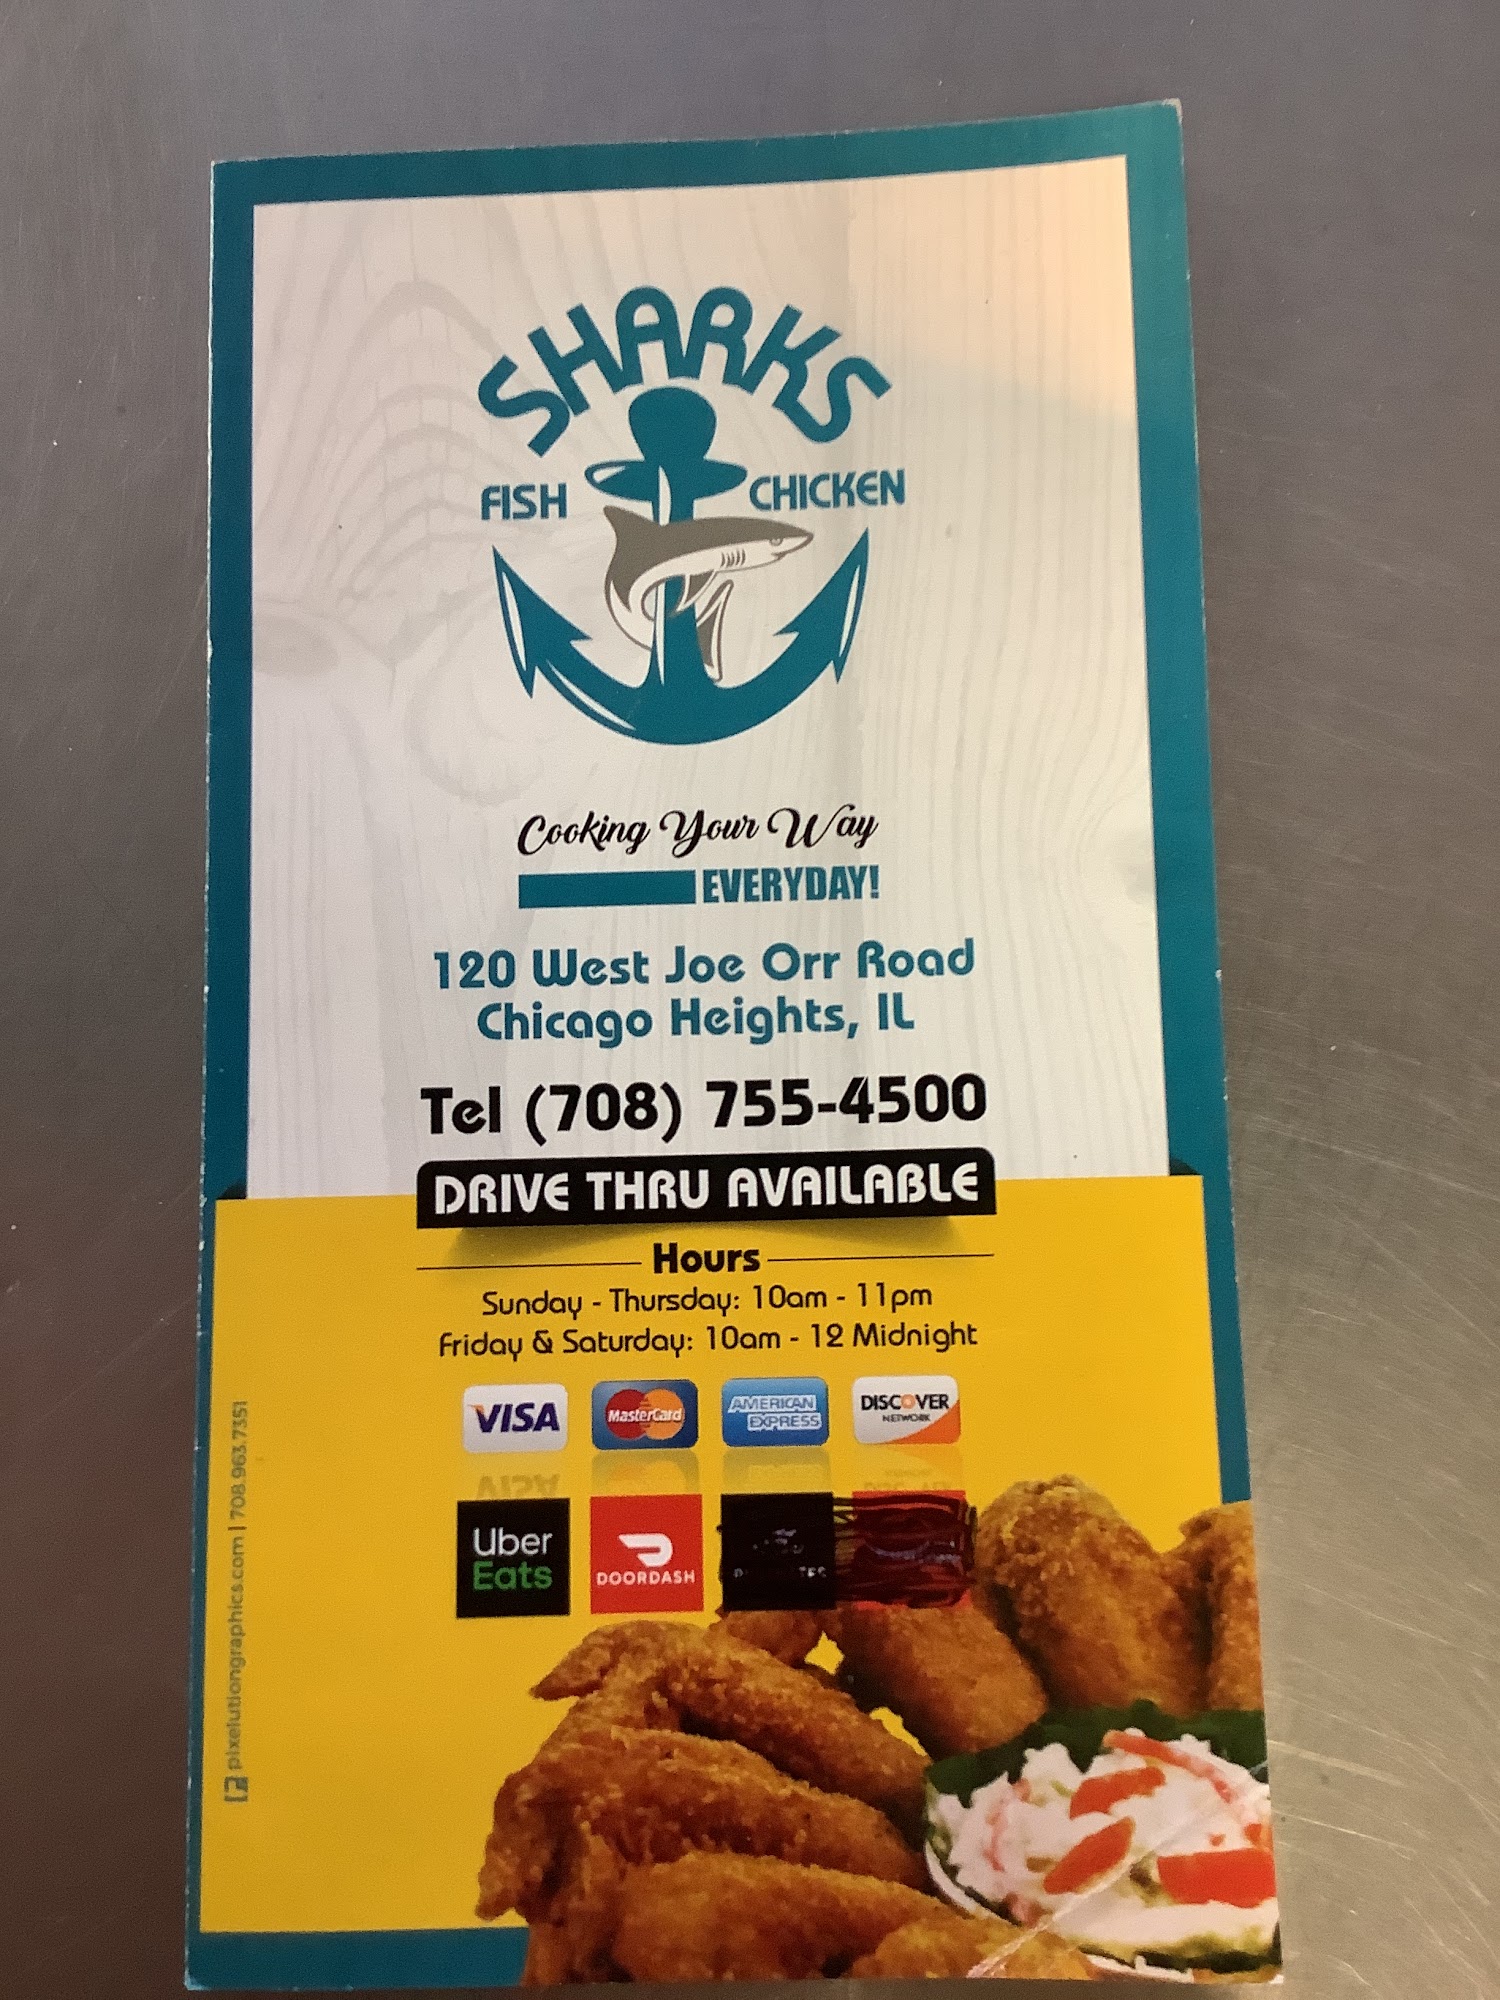 SHARKS
FISH CHICKEN
Cooking Your Way
EVERYDAY!
120 West Joe Orr Road
Chicago Heights, IL
Tel (708) 755-4500
DRIVE THRU AVAILABLE
Hours
Sunday - Thursday: 10am - 11pm
Friday & Saturday: 10am - 12 Midnight
VISA MasterCard AMERICAN EXPRESS DISCOVER NETWORK
Uber Eats DOORDASH
pixelutiongraphics.com | 708.963.7351